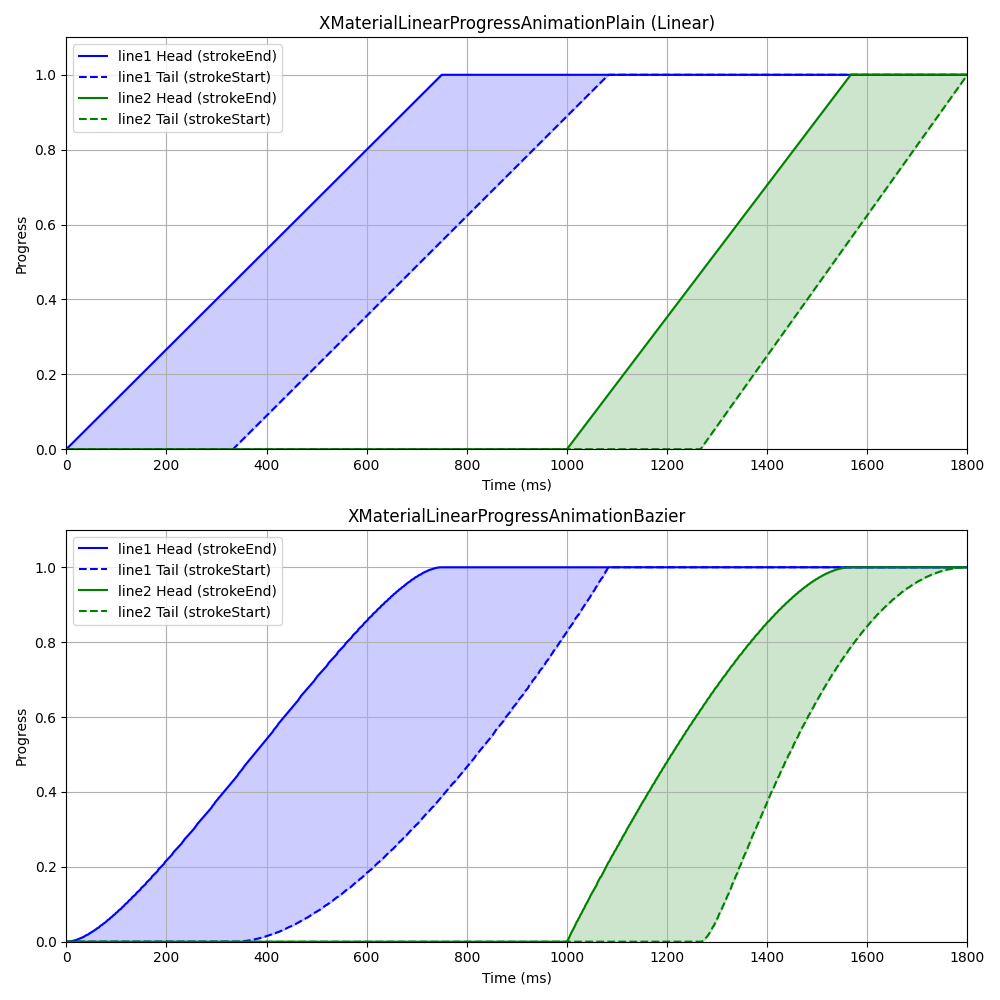 XMaterialLinearProgressAnimationPlain (Linear)
line1 Head (strokeEnd)
line1 Tail (strokeStart)
line2 Head (strokeEnd)
line2 Tail (strokeStart)
1.0
0.8
0.6
0.4
0.2
0.0
Progress
0 200 400 600 800 1000 1200 1400 1600 1800
Time (ms)
XMaterialLinearProgressAnimationBazier
line1 Head (strokeEnd)
line1 Tail (strokeStart)
line2 Head (strokeEnd)
line2 Tail (strokeStart)
1.0
0.8
0.6
0.4
0.2
0.0
Progress
0 200 400 600 800 1000 1200 1400 1600 1800
Time (ms)